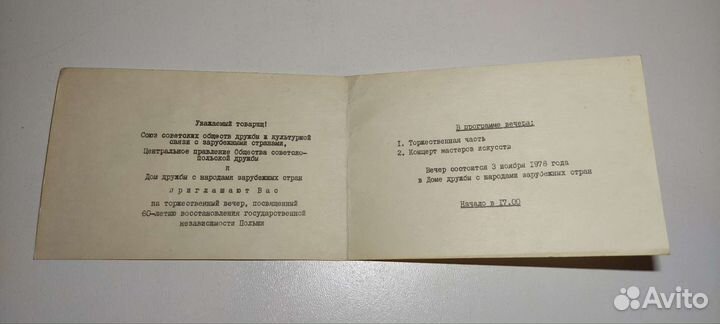 Уважаемый товарищ!
Союз советских обществ дружбы и культурной
связи с зарубежными странами,
Центральное правление Общества советско-
польской дружбы
и
Дом дружбы с народами зарубежных стран
приглашают Вас
на торжественный вечер, посвященный
60-летию восстановления государственной
независимости Польши
В программе вечера:
I. Торжественная часть
2. Концерт мастеров искусств
Вечер состоится 3 ноября 1978 года
в Доме дружбы с народами зарубежных стран
Начало в I7.00
Avito